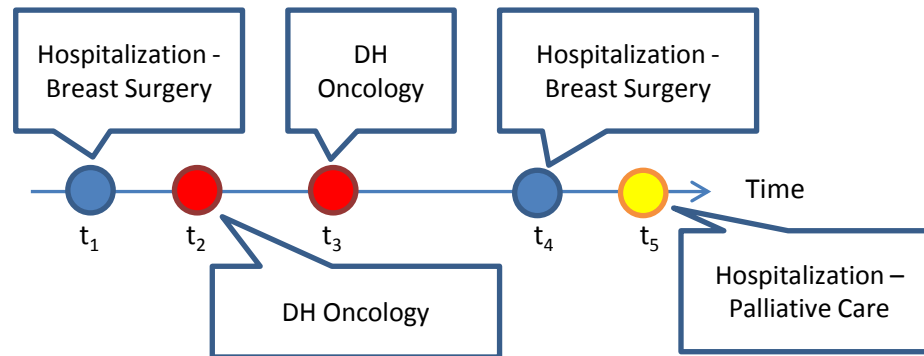 Hospitalization -
Breast Surgery
DH
Oncology
Hospitalization -
Breast Surgery
Time
t₁
t₂
t₃
t₄
t₅
DH Oncology
Hospitalization –
Palliative Care